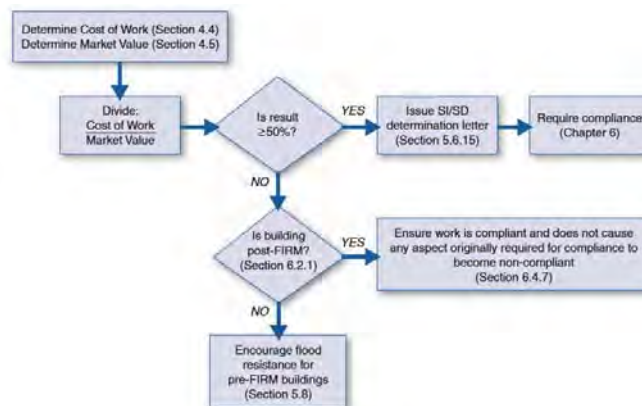 Determine Cost of Work (Section 4.4)
Determine Market Value (Section 4.5)
Divide:
Cost of Work
Market Value
Is result
≥50%?
YES
Issue SI/SD
determination letter
(Section 5.6.15)
Require compliance
(Chapter 6)
NO
Is building
post-FIRM?
(Section 6.2.1)
YES
Ensure work is compliant and does not cause
any aspect originally required for compliance to
become non-compliant
(Section 6.4.7)
NO
Encourage flood
resistance for
pre-FIRM buildings
(Section 5.8)